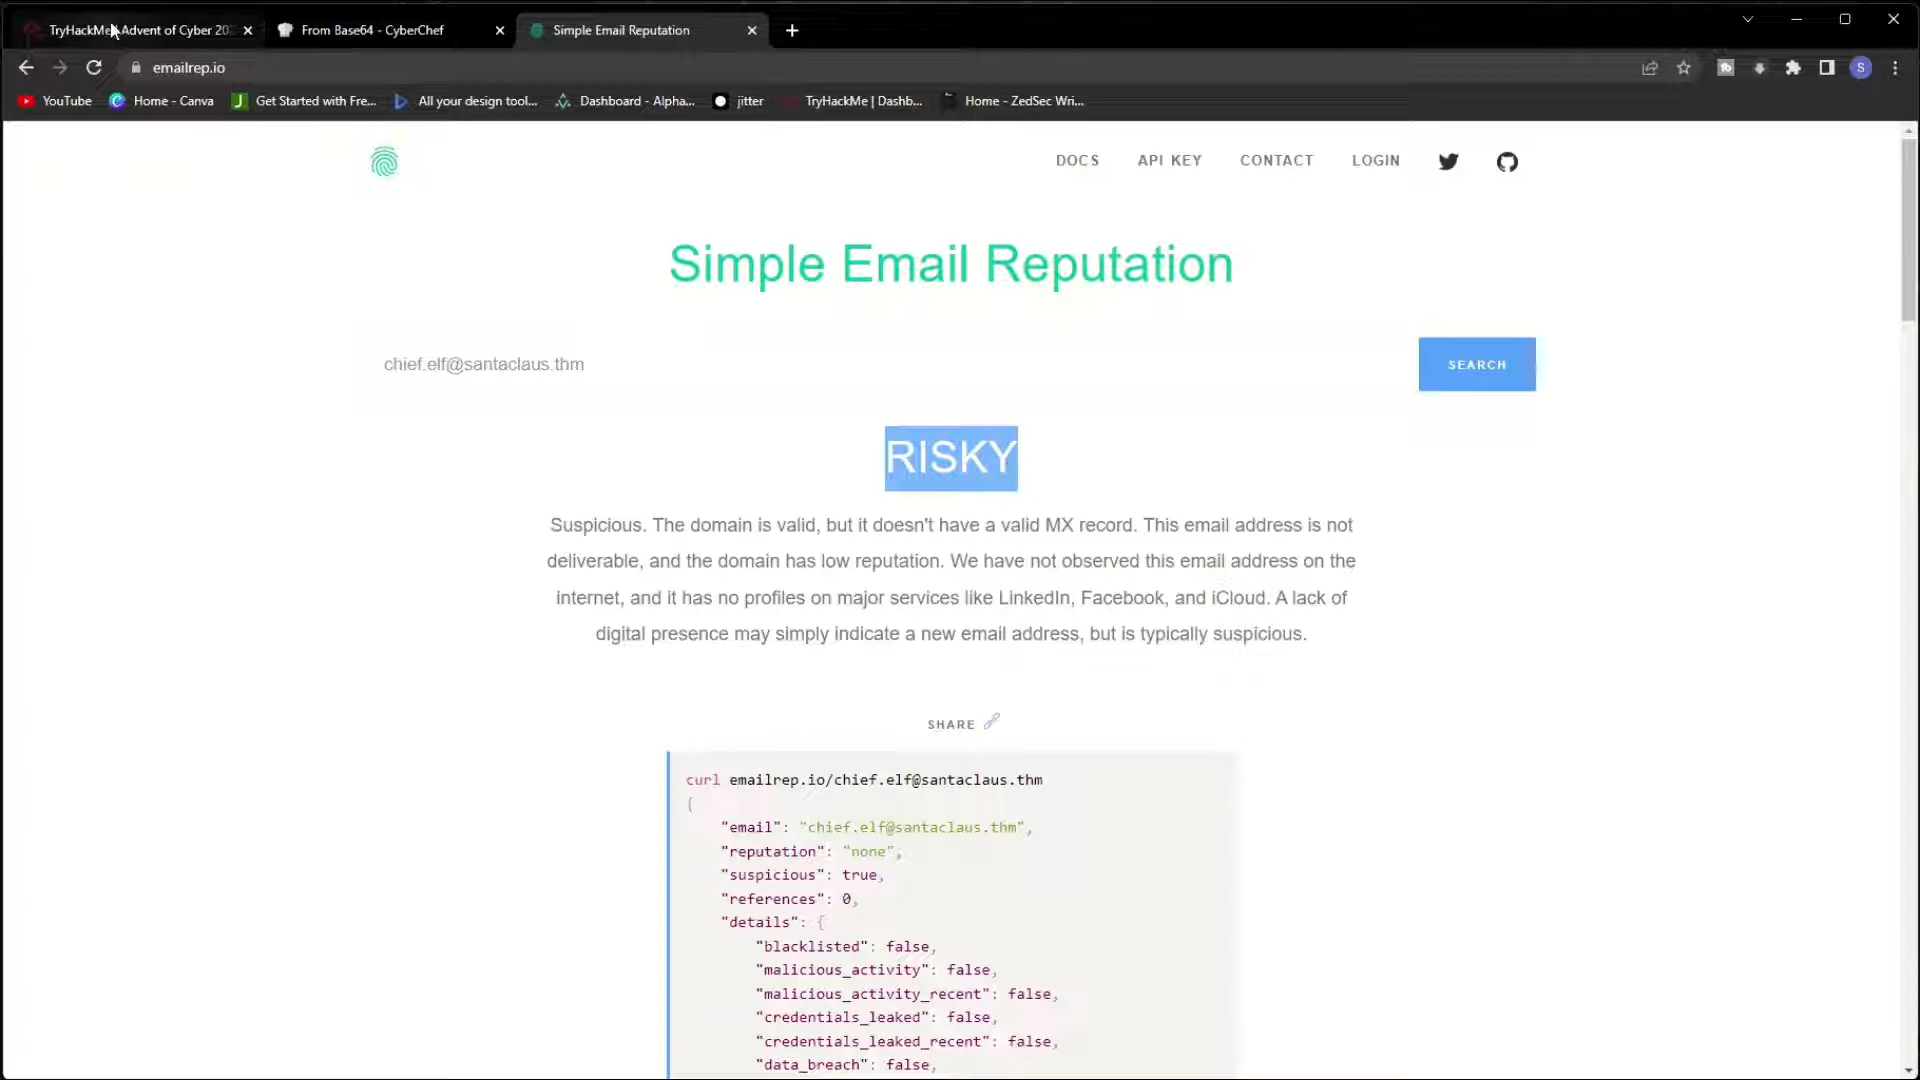 TryHackMe Advent of Cyber 202
From Base64 - CyberChef
Simple Email Reputation
emailrep.io
S
YouTube
Home - Canva
Get Started with Fre...
All your design tool...
Dashboard - Alpha...
jitter
TryHackMe | Dashb...
Home - ZedSec Wri...
DOCS
API KEY
CONTACT
LOGIN
Simple Email Reputation
chief.elf@santaclaus.thm
SEARCH
RISKY
Suspicious. The domain is valid, but it doesn't have a valid MX record. This email address is not
deliverable, and the domain has low reputation. We have not observed this email address on the
internet, and it has no profiles on major services like LinkedIn, Facebook, and iCloud. A lack of
digital presence may simply indicate a new email address, but is typically suspicious.
SHARE
curl emailrep.io/chief.elf@santaclaus.thm
{
"email": "chief.elf@santaclaus.thm",
"reputation": "none",
"suspicious": true,
"references": 0,
"details": {
"blacklisted": false,
"malicious_activity": false,
"malicious_activity_recent": false,
"credentials_leaked": false,
"credentials_leaked_recent": false,
"data_breach": false,